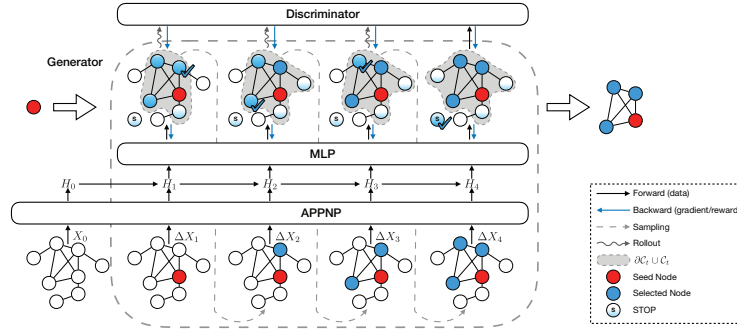 Discriminator
Generator
S
S
S
S
MLP
H₀ H₁ H₂ H₃ H₄
APPNP
X₀ ΔX₁ ΔX₂ ΔX₃ ΔX₄
Forward (data)
Backward (gradient/reward)
Sampling
Rollout
∂𝒞ₜ ∪ 𝒞ₜ
Seed Node
Selected Node
S STOP